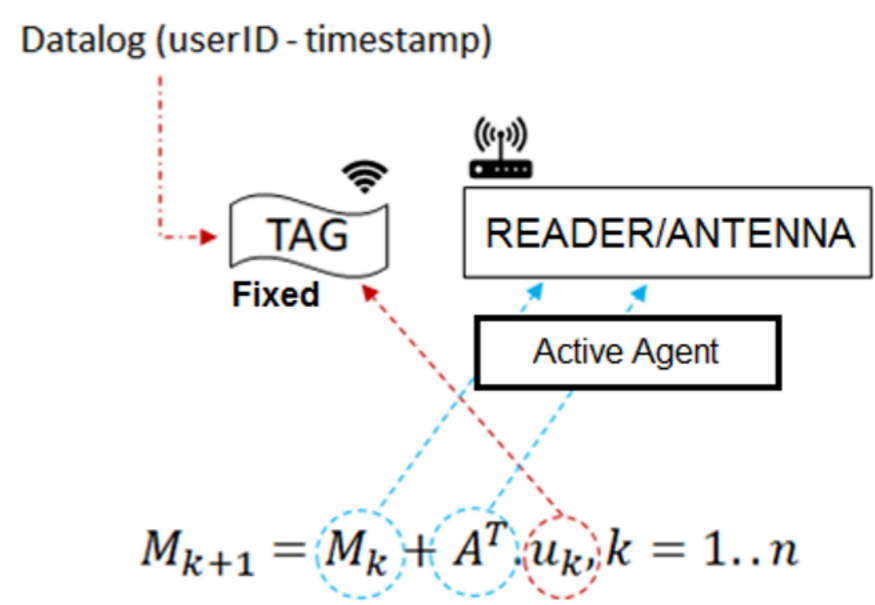 Datalog (userID - timestamp)
TAG
READER/ANTENNA
Fixed
Active Agent
M_{k+1} = M_k + A^T . u_k, k = 1..n